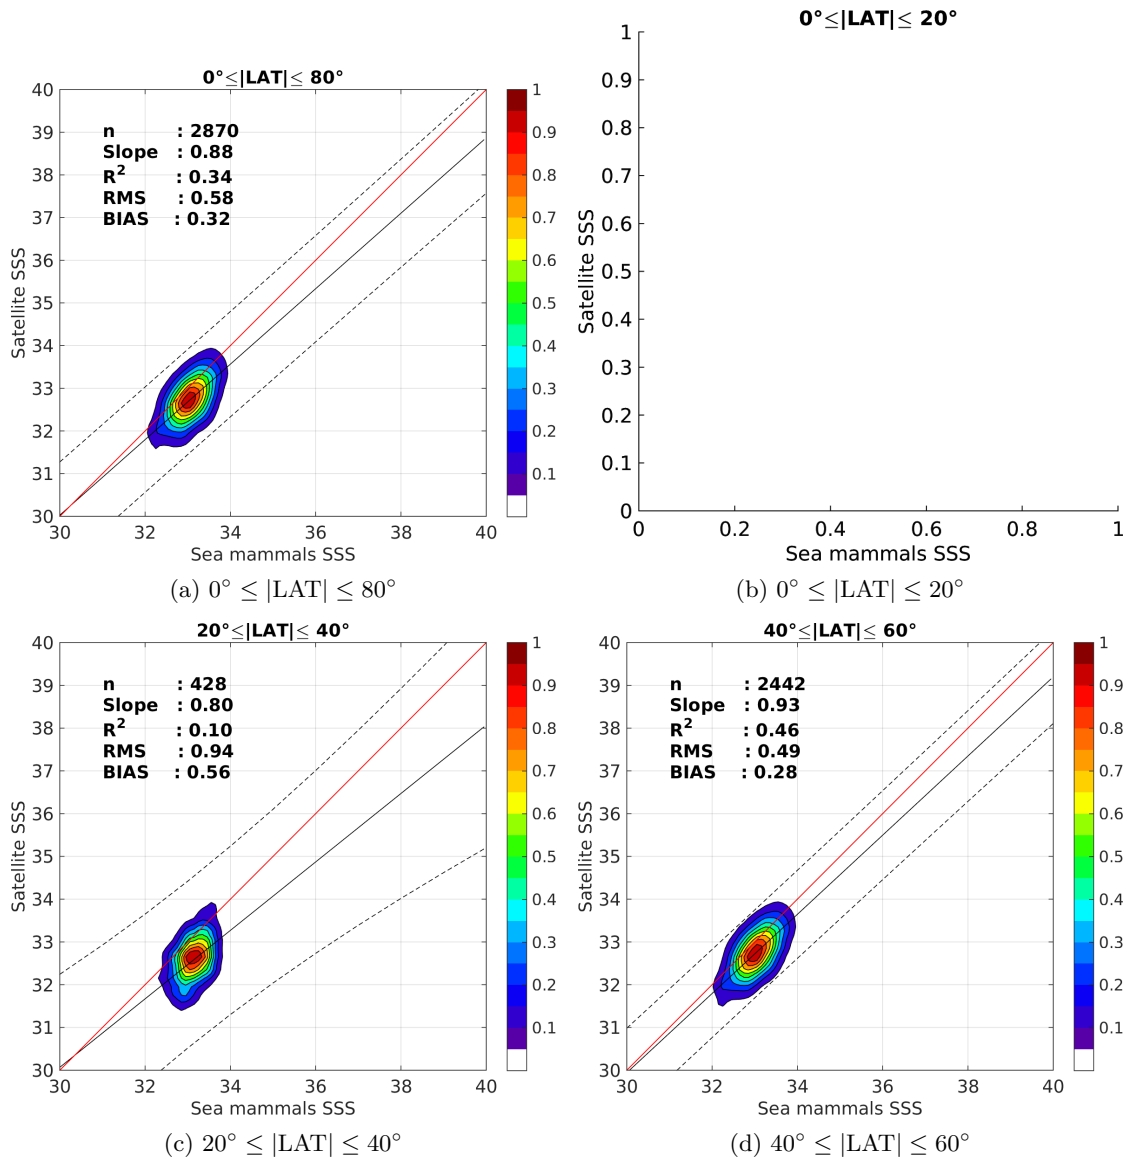 0°≤|LAT|≤ 80°
n : 2870
Slope : 0.88
R² : 0.34
RMS : 0.58
BIAS : 0.32
40
39
38
37
36
35
34
33
32
31
30
30 32 34 36 38 40
Satellite SSS
Sea mammals SSS
1
0.9
0.8
0.7
0.6
0.5
0.4
0.3
0.2
0.1
(a) 0° ≤ |LAT| ≤ 80°
0°≤|LAT|≤ 20°
1
0.9
0.8
0.7
0.6
0.5
0.4
0.3
0.2
0.1
0
0 0.2 0.4 0.6 0.8 1
Satellite SSS
Sea mammals SSS
(b) 0° ≤ |LAT| ≤ 20°
20°≤|LAT|≤ 40°
n : 428
Slope : 0.80
R² : 0.10
RMS : 0.94
BIAS : 0.56
40
39
38
37
36
35
34
33
32
31
30
30 32 34 36 38 40
Satellite SSS
Sea mammals SSS
1
0.9
0.8
0.7
0.6
0.5
0.4
0.3
0.2
0.1
(c) 20° ≤ |LAT| ≤ 40°
40°≤|LAT|≤ 60°
n : 2442
Slope : 0.93
R² : 0.46
RMS : 0.49
BIAS : 0.28
40
39
38
37
36
35
34
33
32
31
30
30 32 34 36 38 40
Satellite SSS
Sea mammals SSS
1
0.9
0.8
0.7
0.6
0.5
0.4
0.3
0.2
0.1
(d) 40° ≤ |LAT| ≤ 60°